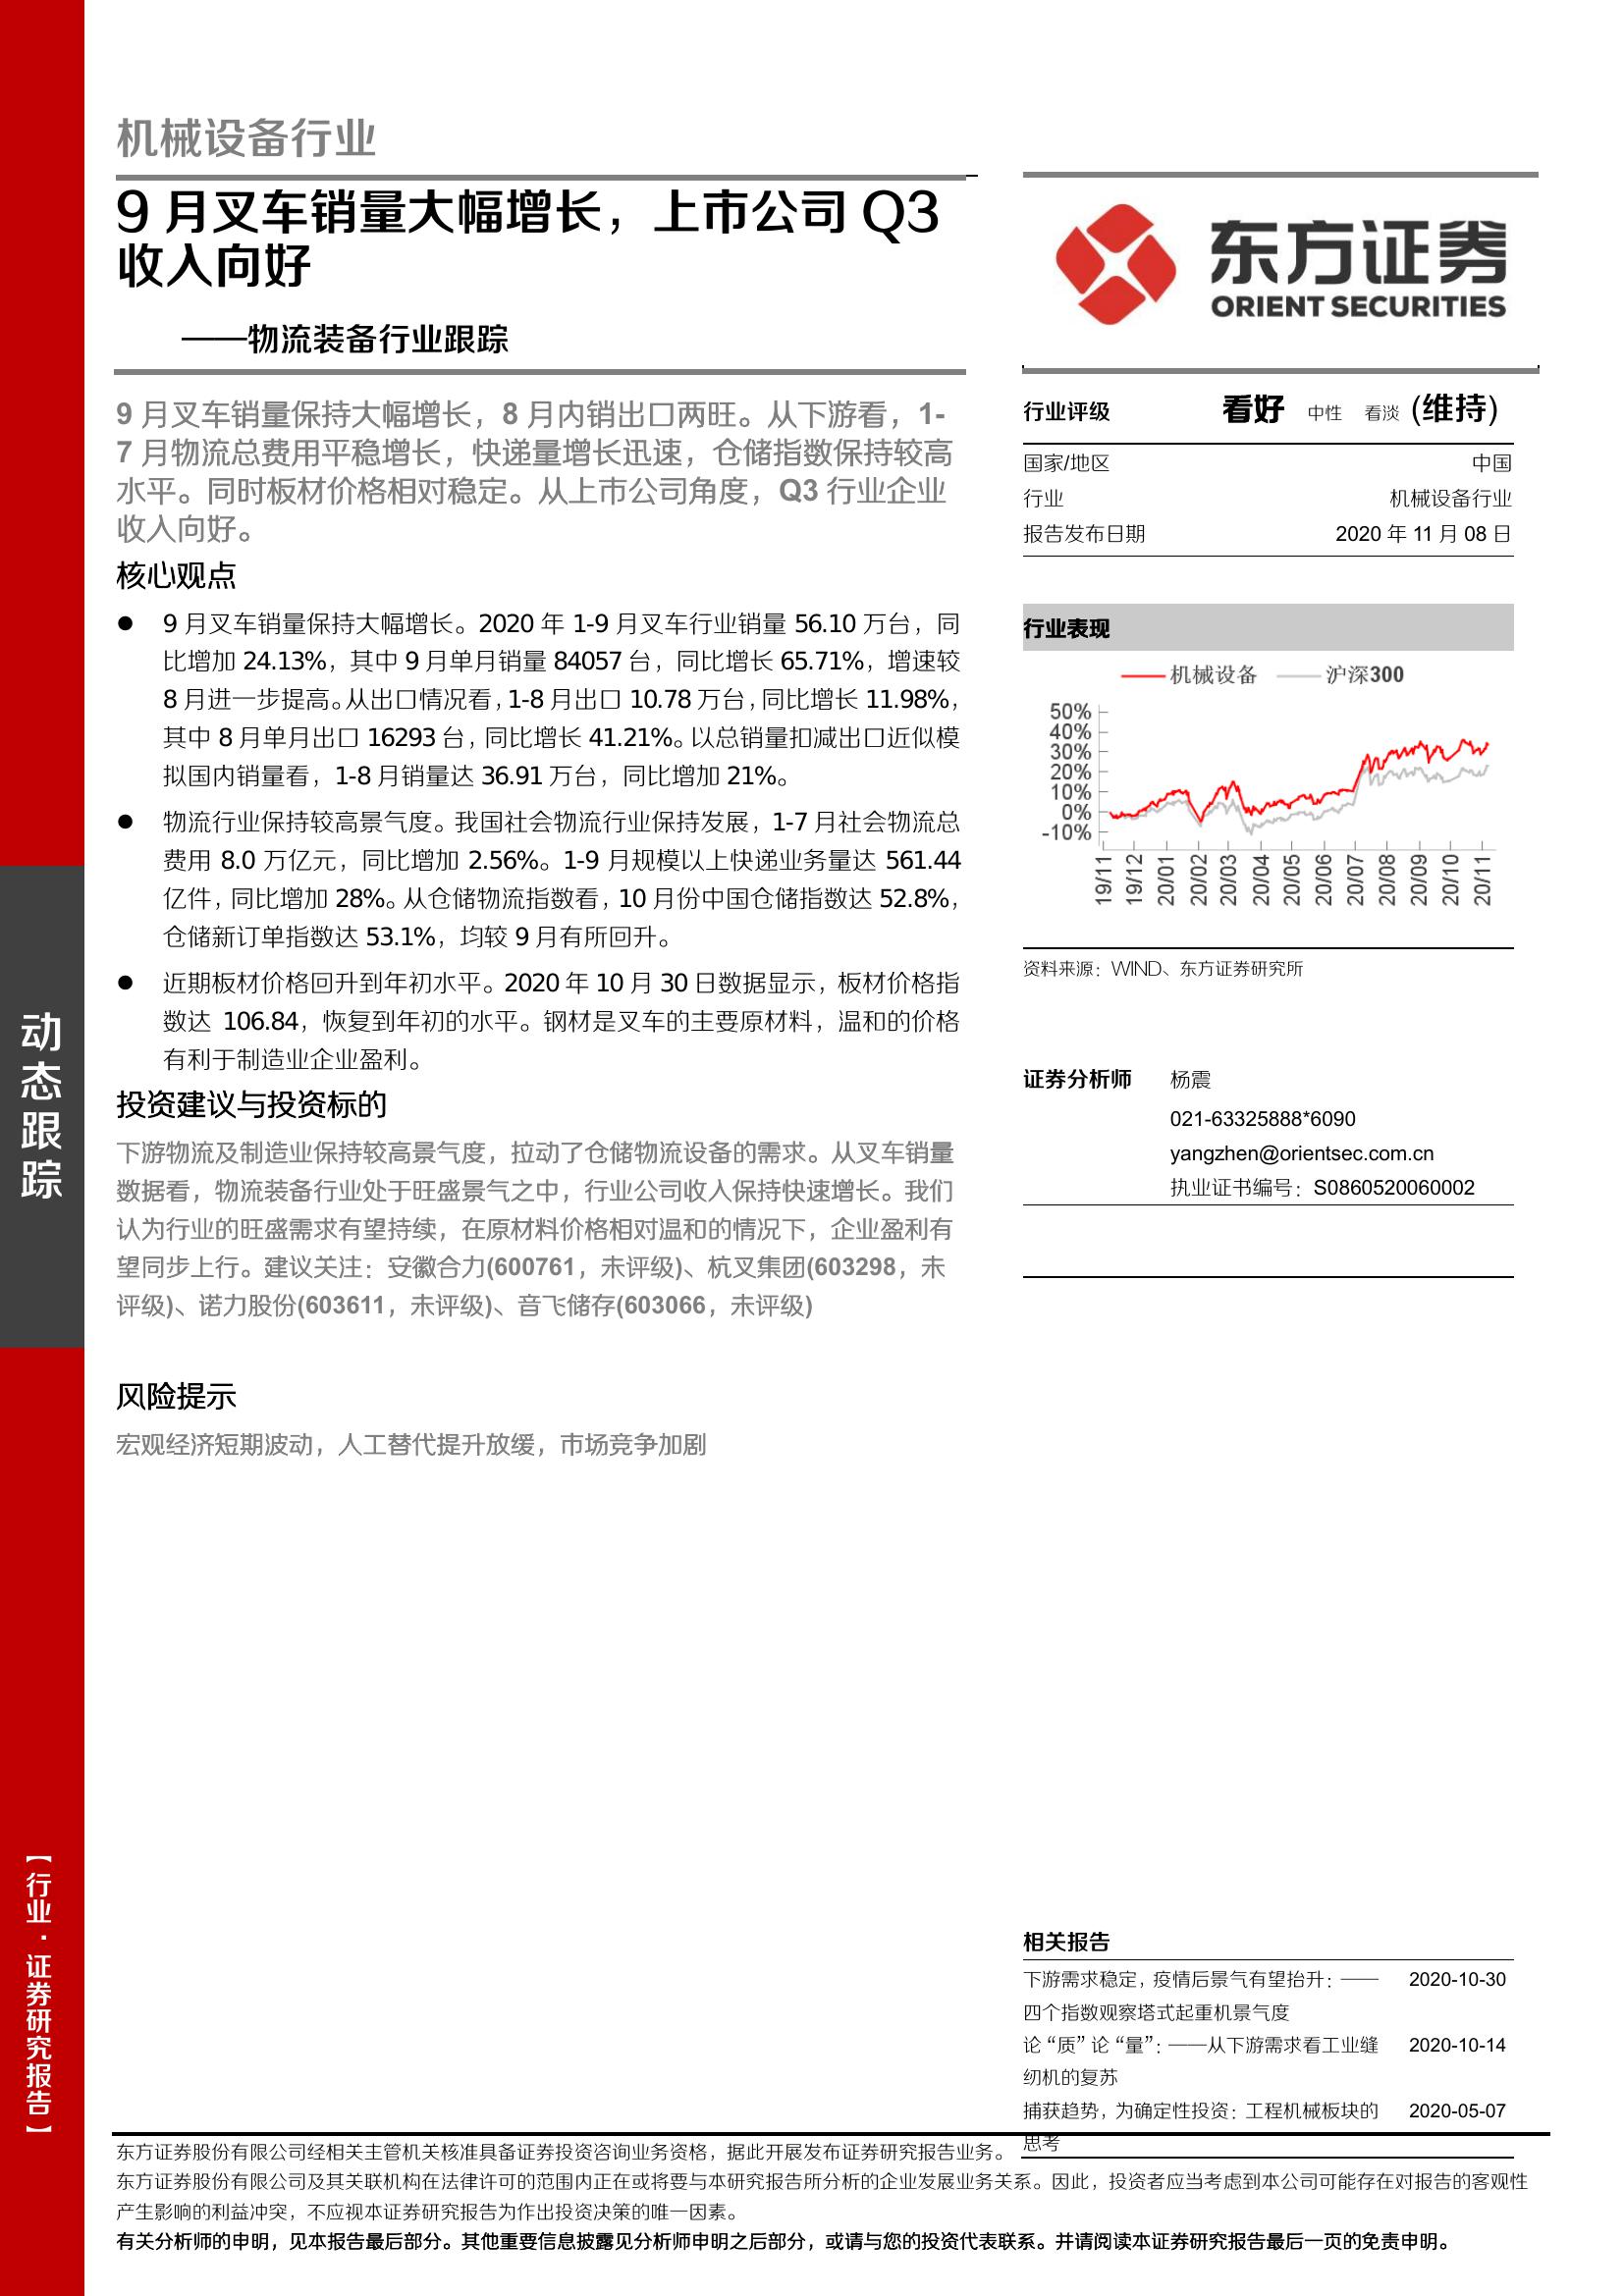 机械设备行业
9 月叉车销量大幅增长，上市公司 Q3
收入向好
——物流装备行业跟踪
9 月叉车销量保持大幅增长，8 月内销出口两旺。从下游看，1-
7 月物流总费用平稳增长，快递量增长迅速，仓储指数保持较高
水平。同时板材价格相对稳定。从上市公司角度，Q3 行业企业
收入向好。
核心观点
● 9 月叉车销量保持大幅增长。2020 年 1-9 月叉车行业销量 56.10 万台，同
比增加 24.13%，其中 9 月单月销量 84057 台，同比增长 65.71%，增速较
8 月进一步提高。从出口情况看，1-8 月出口 10.78 万台，同比增长 11.98%，
其中 8 月单月出口 16293 台，同比增长 41.21%。以总销量扣减出口近似模
拟国内销量看，1-8 月销量达 36.91 万台，同比增加 21%。
● 物流行业保持较高景气度。我国社会物流行业保持发展，1-7 月社会物流总
费用 8.0 万亿元，同比增加 2.56%。1-9 月规模以上快递业务量达 561.44
亿件，同比增加 28%。从仓储物流指数看，10 月份中国仓储指数达 52.8%，
仓储新订单指数达 53.1%，均较 9 月有所回升。
● 近期板材价格回升到年初水平。2020 年 10 月 30 日数据显示，板材价格指
数达 106.84，恢复到年初的水平。钢材是叉车的主要原材料，温和的价格
有利于制造业企业盈利。
投资建议与投资标的
下游物流及制造业保持较高景气度，拉动了仓储物流设备的需求。从叉车销量
数据看，物流装备行业处于旺盛景气之中，行业公司收入保持快速增长。我们
认为行业的旺盛需求有望持续，在原材料价格相对温和的情况下，企业盈利有
望同步上行。建议关注：安徽合力(600761，未评级)、杭叉集团(603298，未
评级)、诺力股份(603611，未评级)、音飞储存(603066，未评级)
风险提示
宏观经济短期波动，人工替代提升放缓，市场竞争加剧
东方证券
ORIENT SECURITIES
行业评级 看好 中性 看淡 (维持)
国家/地区 中国
行业 机械设备行业
报告发布日期 2020 年 11 月 08 日
行业表现
机械设备 沪深300
50%
40%
30%
20%
10%
0%
-10%
19/11 19/12 20/01 20/02 20/03 20/04 20/05 20/06 20/07 20/08 20/09 20/10 20/11
资料来源：WIND、东方证券研究所
证券分析师 杨震
021-63325888*6090
yangzhen@orientsec.com.cn
执业证书编号：S0860520060002
相关报告
下游需求稳定，疫情后景气有望抬升：—— 2020-10-30
四个指数观察塔式起重机景气度
论 “质” 论 “量”：——从下游需求看工业缝 2020-10-14
纫机的复苏
捕获趋势，为确定性投资：工程机械板块的 2020-05-07
思考
动态跟踪
【行业·证券研究报告】
东方证券股份有限公司经相关主管机关核准具备证券投资咨询业务资格，据此开展发布证券研究报告业务。
东方证券股份有限公司及其关联机构在法律许可的范围内正在或将要与本研究报告所分析的企业发展业务关系。因此，投资者应当考虑到本公司可能存在对报告的客观性
产生影响的利益冲突，不应视本证券研究报告为作出投资决策的唯一因素。
有关分析师的申明，见本报告最后部分。其他重要信息披露见分析师申明之后部分，或请与您的投资代表联系。并请阅读本证券研究报告最后一页的免责申明。